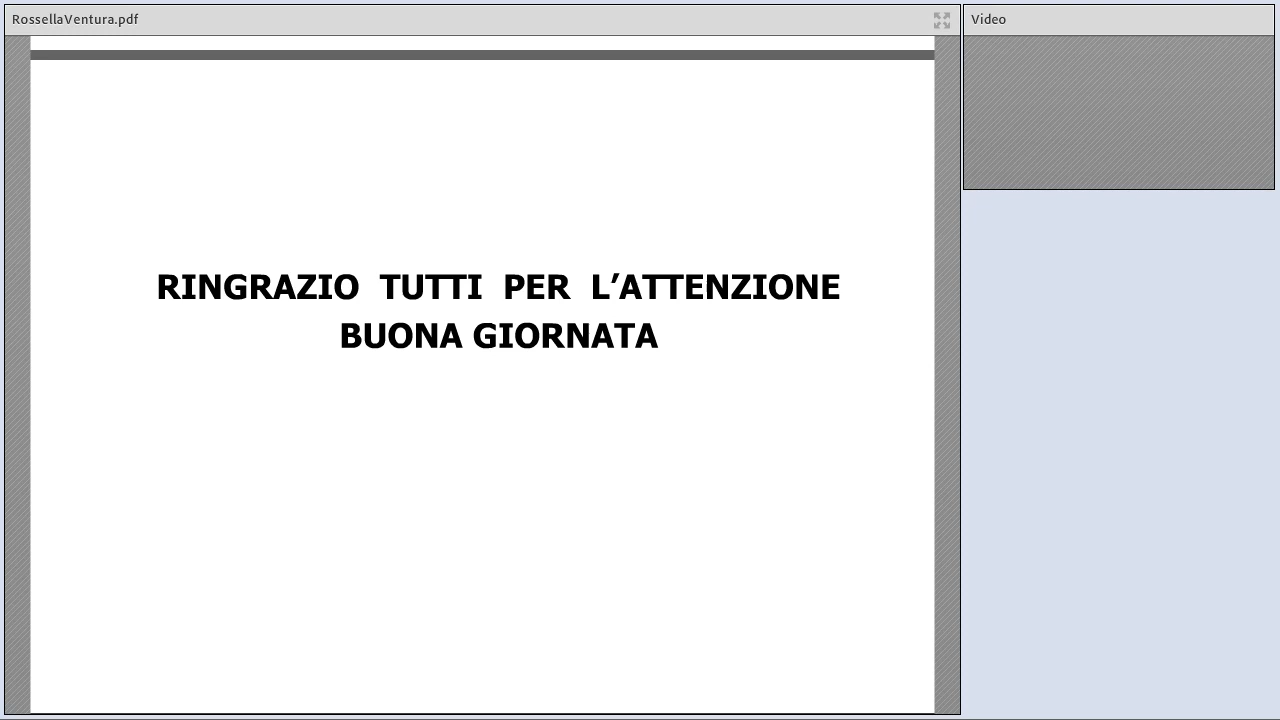 RossellaVentura.pdf
Video
RINGRAZIO TUTTI PER L’ATTENZIONE
BUONA GIORNATA